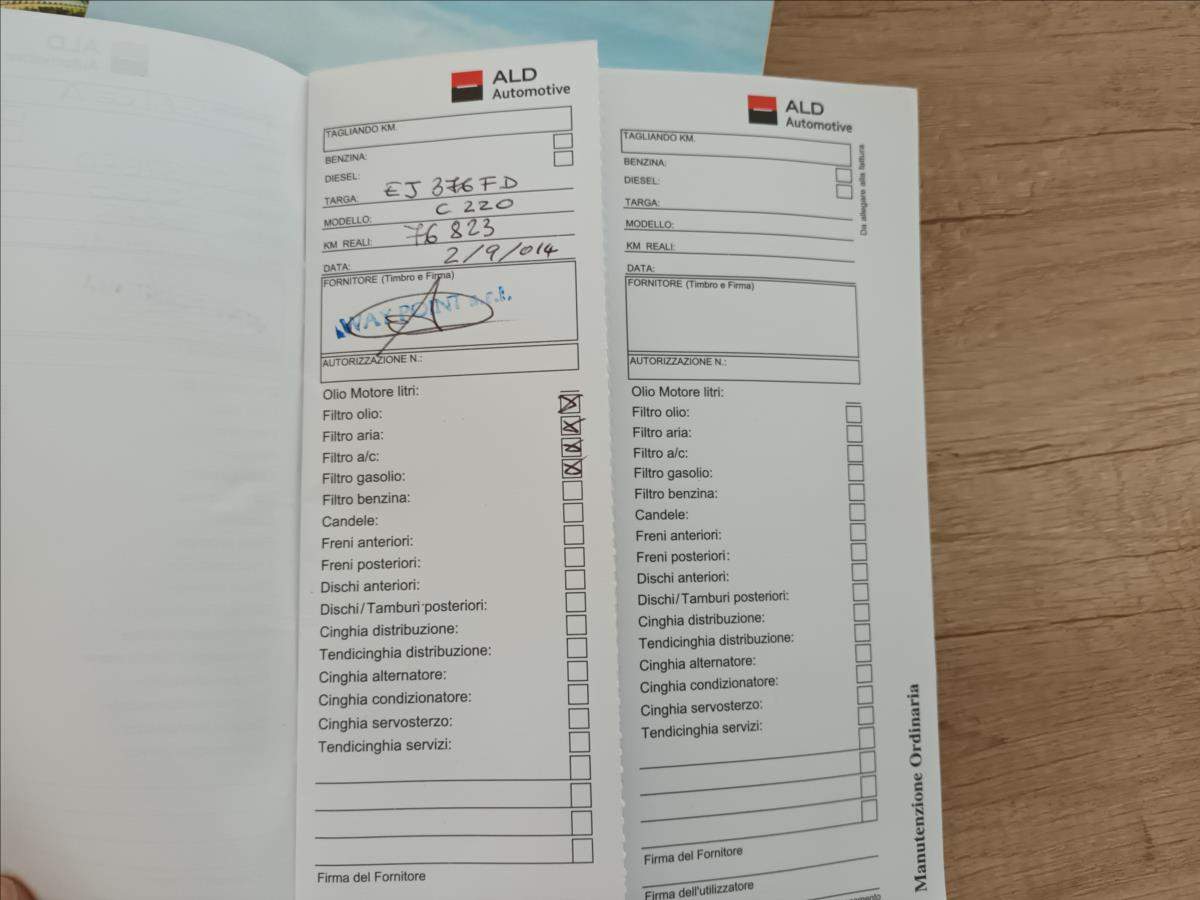 ALD
Automotive
TAGLIANDO KM.
BENZINA:
DIESEL:
TARGA: EJ 376FD
MODELLO: C 220
KM REALI: 76 823
DATA: 2/9/014
FORNITORE (Timbro e Firma)
WAY POINT s.r.l.
AUTORIZZAZIONE N.:
Olio Motore litri:
Filtro olio:
Filtro aria:
Filtro a/c:
Filtro gasolio:
Filtro benzina:
Candele:
Freni anteriori:
Freni posteriori:
Dischi anteriori:
Dischi/Tamburi posteriori:
Cinghia distribuzione:
Tendicinghia distribuzione:
Cinghia alternatore:
Cinghia condizionatore:
Cinghia servosterzo:
Tendicinghia servizi:
Firma del Fornitore
ALD
Automotive
TAGLIANDO KM.
BENZINA:
DIESEL:
TARGA:
MODELLO:
KM REALI:
DATA:
FORNITORE (Timbro e Firma)
AUTORIZZAZIONE N.:
Olio Motore litri:
Filtro olio:
Filtro aria:
Filtro a/c:
Filtro gasolio:
Filtro benzina:
Candele:
Freni anteriori:
Freni posteriori:
Dischi anteriori:
Dischi/Tamburi posteriori:
Cinghia distribuzione:
Tendicinghia distribuzione:
Cinghia alternatore:
Cinghia condizionatore:
Cinghia servosterzo:
Tendicinghia servizi:
Firma del Fornitore
Firma dell'utilizzatore
Da allegare alla fattura
Manutenzione Ordinaria